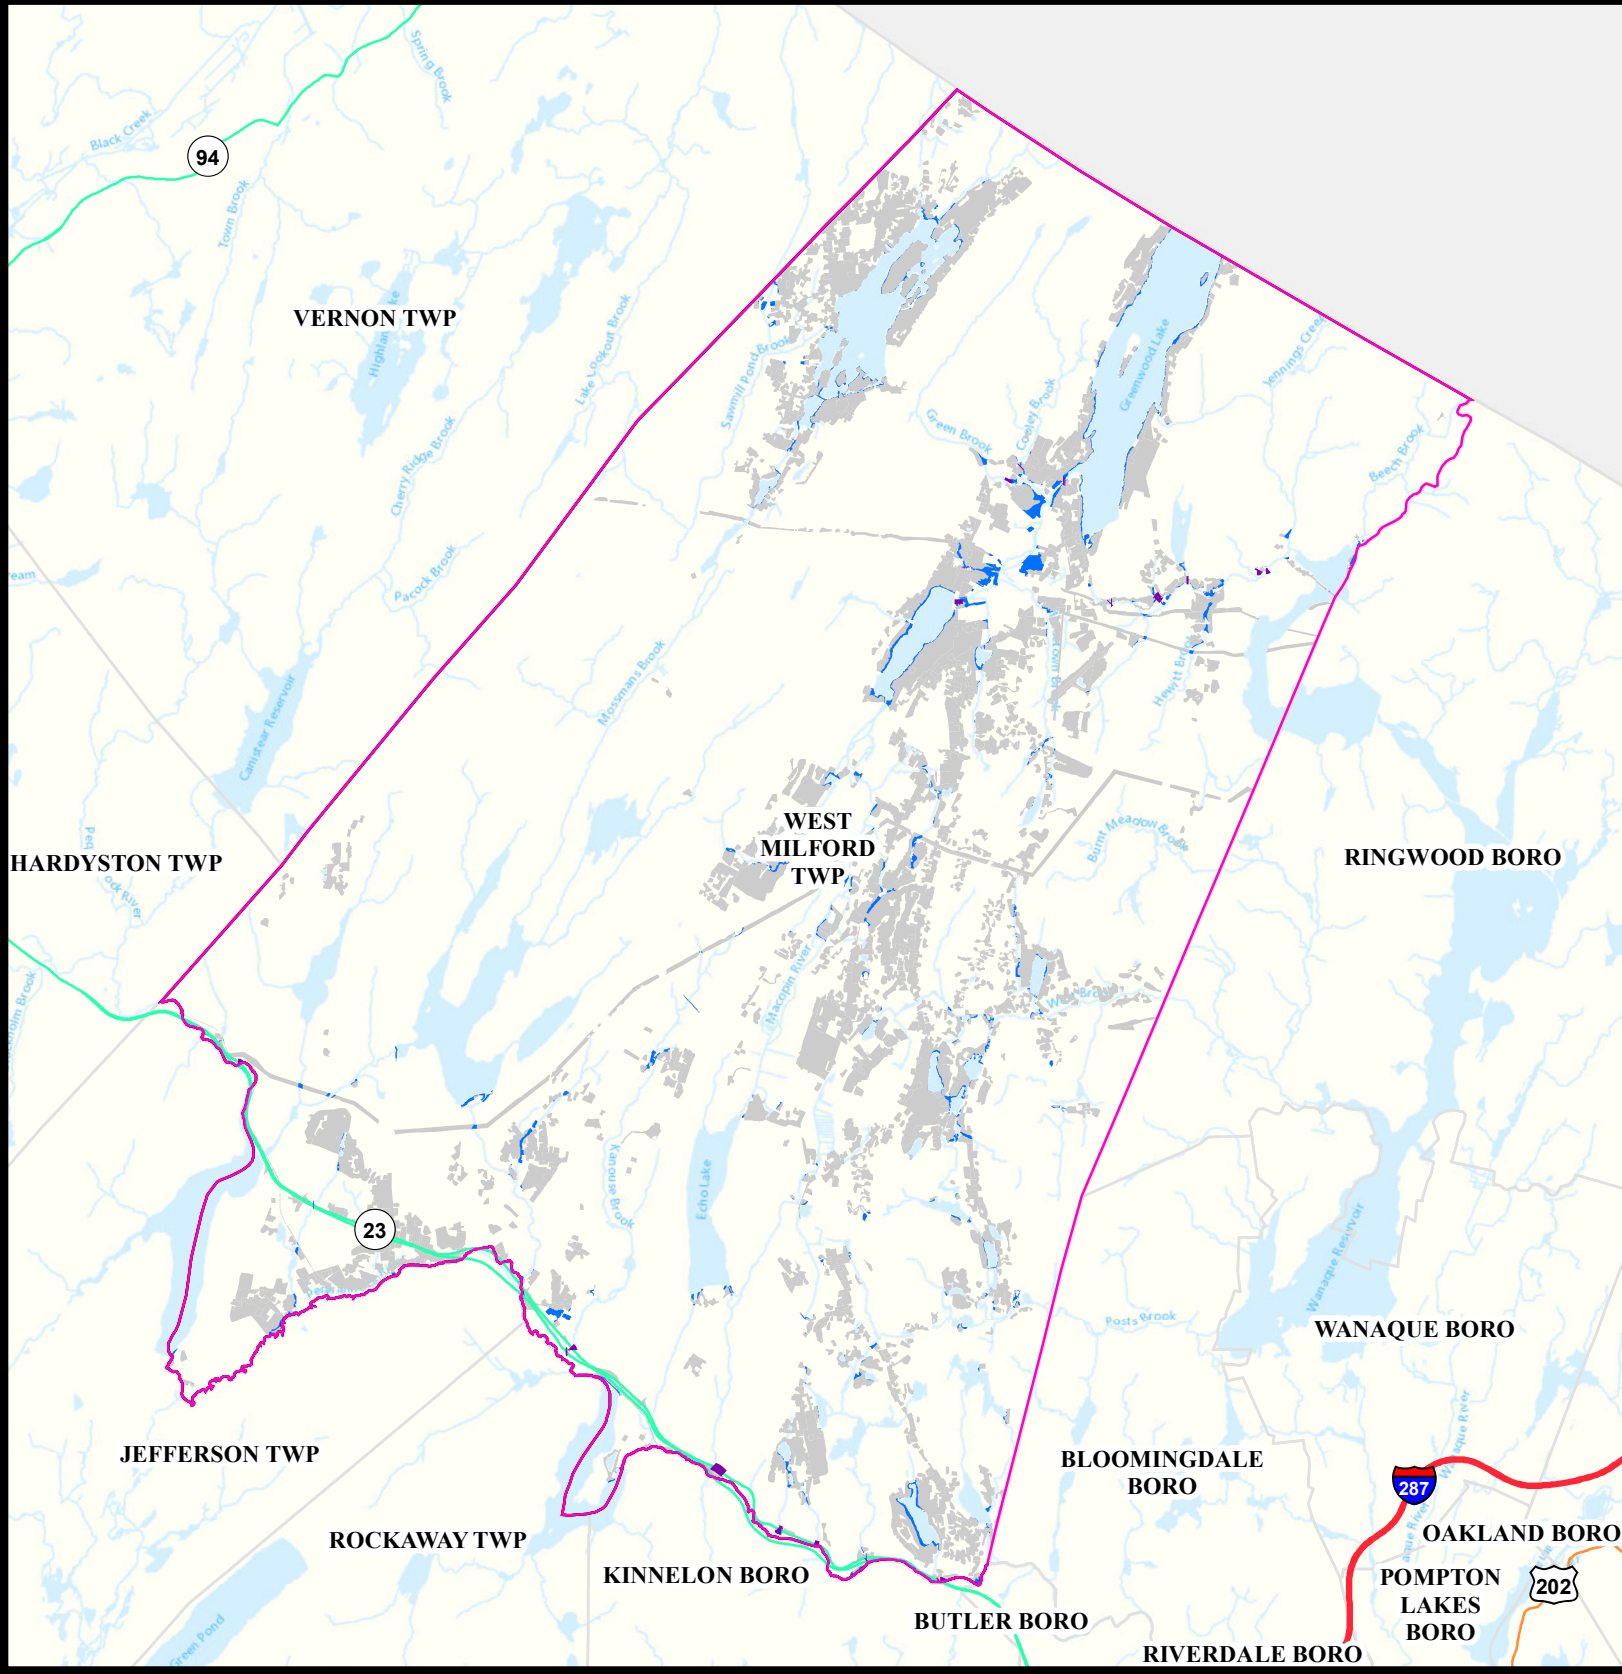 Spring Brook
Black Creek
94
Town Brook
VERNON TWP
Highland Lake
Lake Lookout Brook
Sawmill Pond Brook
Greenwood Lake
Jennings Creek
Green Brook
Cooley Brook
Beech Brook
Cherry Ridge Brook
Pacock Brook
eam
Mossmans Brook
Hewitt Brook
Canistear Reservoir
WEST
MILFORD
TWP
Burnt Meadow Brook
HARDYSTON TWP
RINGWOOD BORO
Macopin River
West Brook
Kanouse Brook
Echo Lake
23
Wanaque Reservoir
Posts Brook
WANAQUE BORO
JEFFERSON TWP
BLOOMINGDALE
BORO
287
ROCKAWAY TWP
OAKLAND BORO
KINNELON BORO
POMPTON
LAKES
BORO
202
BUTLER BORO
Green Pond
RIVERDALE BORO